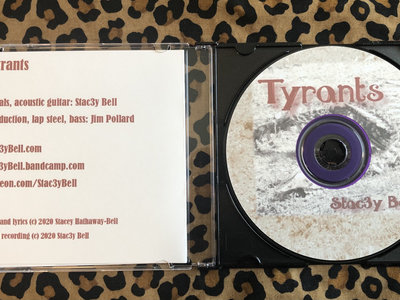 rants
als, acoustic guitar: Stac3y Bell
duction, lap steel, bass: Jim Pollard
3yBell.com
3yBell.bandcamp.com
eon.com/Stac3yBell
and lyrics (c) 2020 Stacey Hathaway-Bell
recording (c) 2020 Stac3y Bell
Tyrants
Stac3y Be